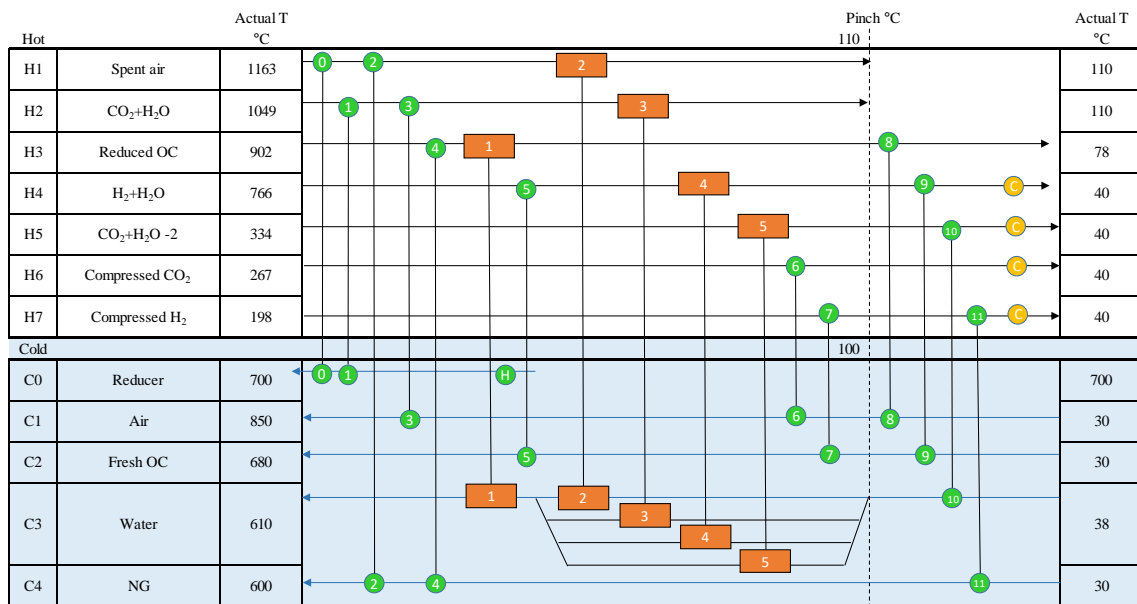 Actual T Pinch °C Actual T
°C 110 °C
Hot
0 2 2
H1 Spent air 1163 110
1 3 3
H2 CO₂+H₂O 1049 110
4 1 8
H3 Reduced OC 902 78
5 4 9 C
H4 H₂+H₂O 766 40
5 10 C
H5 CO₂+H₂O -2 334 40
6 C
H6 Compressed CO₂ 267 40
7 11 C
H7 Compressed H₂ 198 40
Cold 100
0 1 H
C0 Reducer 700 700
3 6 8
C1 Air 850 30
5 7 9
C2 Fresh OC 680 30
1 2 10
3
C3 Water 610 38
4
5
C4 NG 600 2 4 11 30